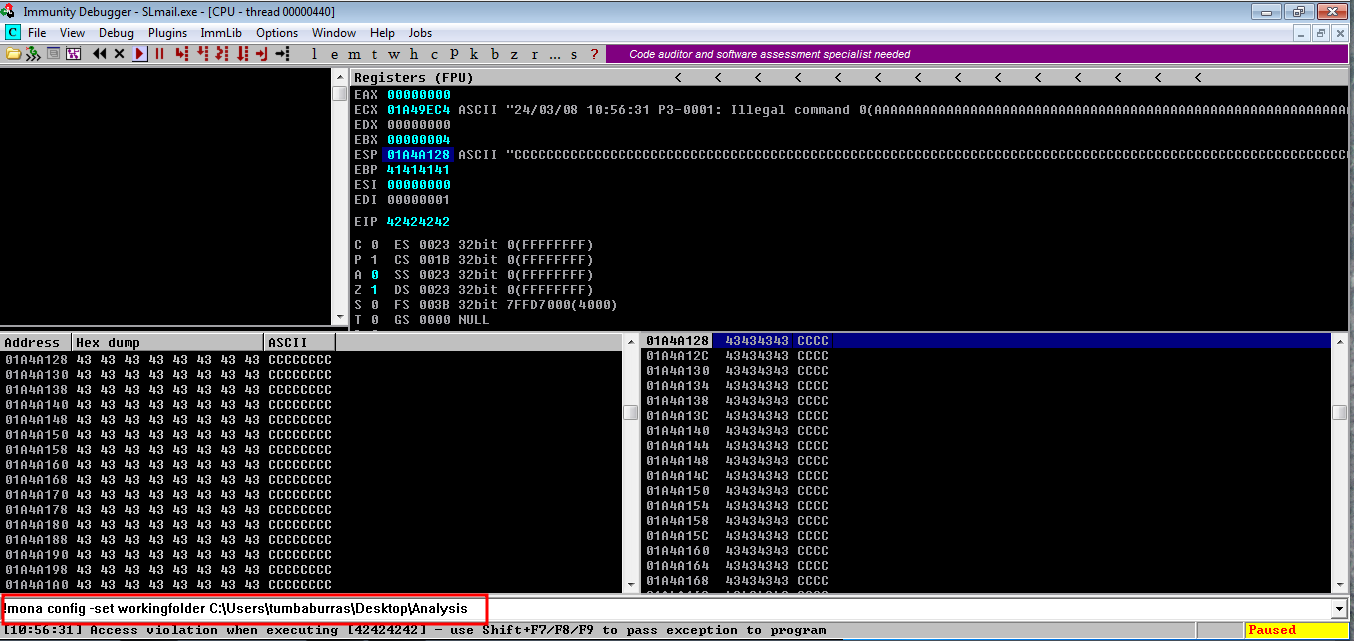 Immunity Debugger - SLmail.exe - [CPU - thread 00000440]
C File View Debug Plugins ImmLib Options Window Help Jobs
l e m t w h c P k b z r ... s ? Code auditor and software assessment specialist needed
Registers (FPU) < < < < < < < < < < < < < <
EAX 00000000
ECX 01A49EC4 ASCII "24/03/08 10:56:31 P3-0001: Illegal command 0(AAAAAAAAAAAAAAAAAAAAAAAAAAAAAAAAAAAAAAAAAAAAAAAAAAAAAAAAAAA
EDX 00000000
EBX 00000004
ESP 01A4A128 ASCII "CCCCCCCCCCCCCCCCCCCCCCCCCCCCCCCCCCCCCCCCCCCCCCCCCCCCCCCCCCCCCCCCCCCCCCCCCCCCCCCCCCCCCCCCCCCCCCCCCCCCCCCC
EBP 41414141
ESI 00000000
EDI 00000001
EIP 42424242
C 0 ES 0023 32bit 0(FFFFFFFF)
P 1 CS 001B 32bit 0(FFFFFFFF)
A 0 SS 0023 32bit 0(FFFFFFFF)
Z 1 DS 0023 32bit 0(FFFFFFFF)
S 0 FS 003B 32bit 7FFD7000(4000)
T 0 GS 0000 NULL
Address Hex dump ASCII
01A4A128 43 43 43 43 43 43 43 43 CCCCCCCC
01A4A130 43 43 43 43 43 43 43 43 CCCCCCCC
01A4A138 43 43 43 43 43 43 43 43 CCCCCCCC
01A4A140 43 43 43 43 43 43 43 43 CCCCCCCC
01A4A148 43 43 43 43 43 43 43 43 CCCCCCCC
01A4A150 43 43 43 43 43 43 43 43 CCCCCCCC
01A4A158 43 43 43 43 43 43 43 43 CCCCCCCC
01A4A160 43 43 43 43 43 43 43 43 CCCCCCCC
01A4A168 43 43 43 43 43 43 43 43 CCCCCCCC
01A4A170 43 43 43 43 43 43 43 43 CCCCCCCC
01A4A178 43 43 43 43 43 43 43 43 CCCCCCCC
01A4A180 43 43 43 43 43 43 43 43 CCCCCCCC
01A4A188 43 43 43 43 43 43 43 43 CCCCCCCC
01A4A190 43 43 43 43 43 43 43 43 CCCCCCCC
01A4A198 43 43 43 43 43 43 43 43 CCCCCCCC
01A4A1A0 43 43 43 43 43 43 43 43 CCCCCCCC
01A4A128 43434343 CCCC
01A4A12C 43434343 CCCC
01A4A130 43434343 CCCC
01A4A134 43434343 CCCC
01A4A138 43434343 CCCC
01A4A13C 43434343 CCCC
01A4A140 43434343 CCCC
01A4A144 43434343 CCCC
01A4A148 43434343 CCCC
01A4A14C 43434343 CCCC
01A4A150 43434343 CCCC
01A4A154 43434343 CCCC
01A4A158 43434343 CCCC
01A4A15C 43434343 CCCC
01A4A160 43434343 CCCC
01A4A164 43434343 CCCC
01A4A168 43434343 CCCC
!mona config -set workingfolder C:\Users\tumbaburras\Desktop\Analysis
[10:56:31] Access violation when executing [42424242] - use Shift+F7/F8/F9 to pass exception to program Paused